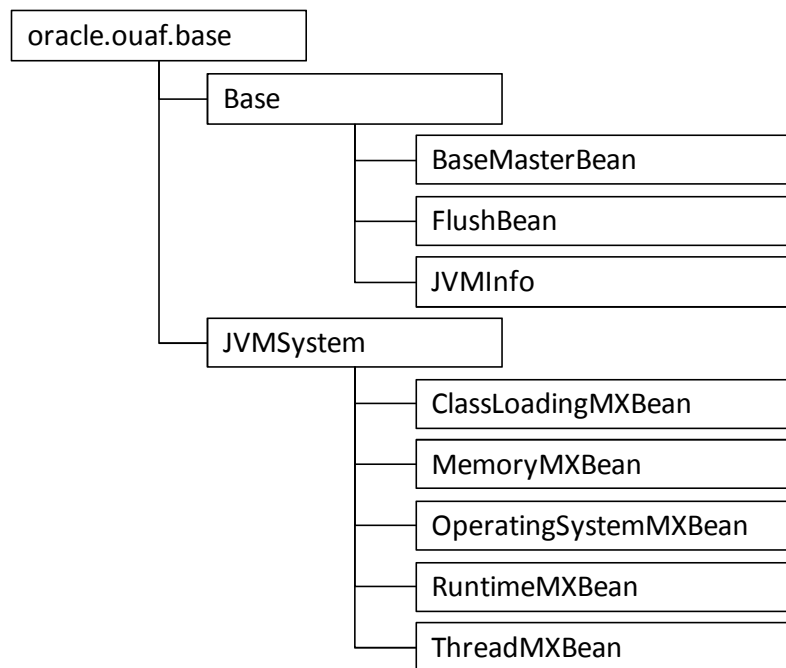 oracle.ouaf.base
Base
BaseMasterBean
FlushBean
JVMInfo
JVMSystem
ClassLoadingMXBean
MemoryMXBean
OperatingSystemMXBean
RuntimeMXBean
ThreadMXBean